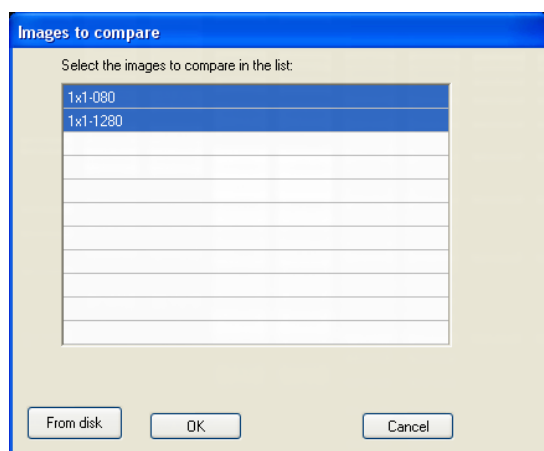 Images to compare
Select the images to compare in the list:
1x1-080
1x1-1280
From disk
OK
Cancel